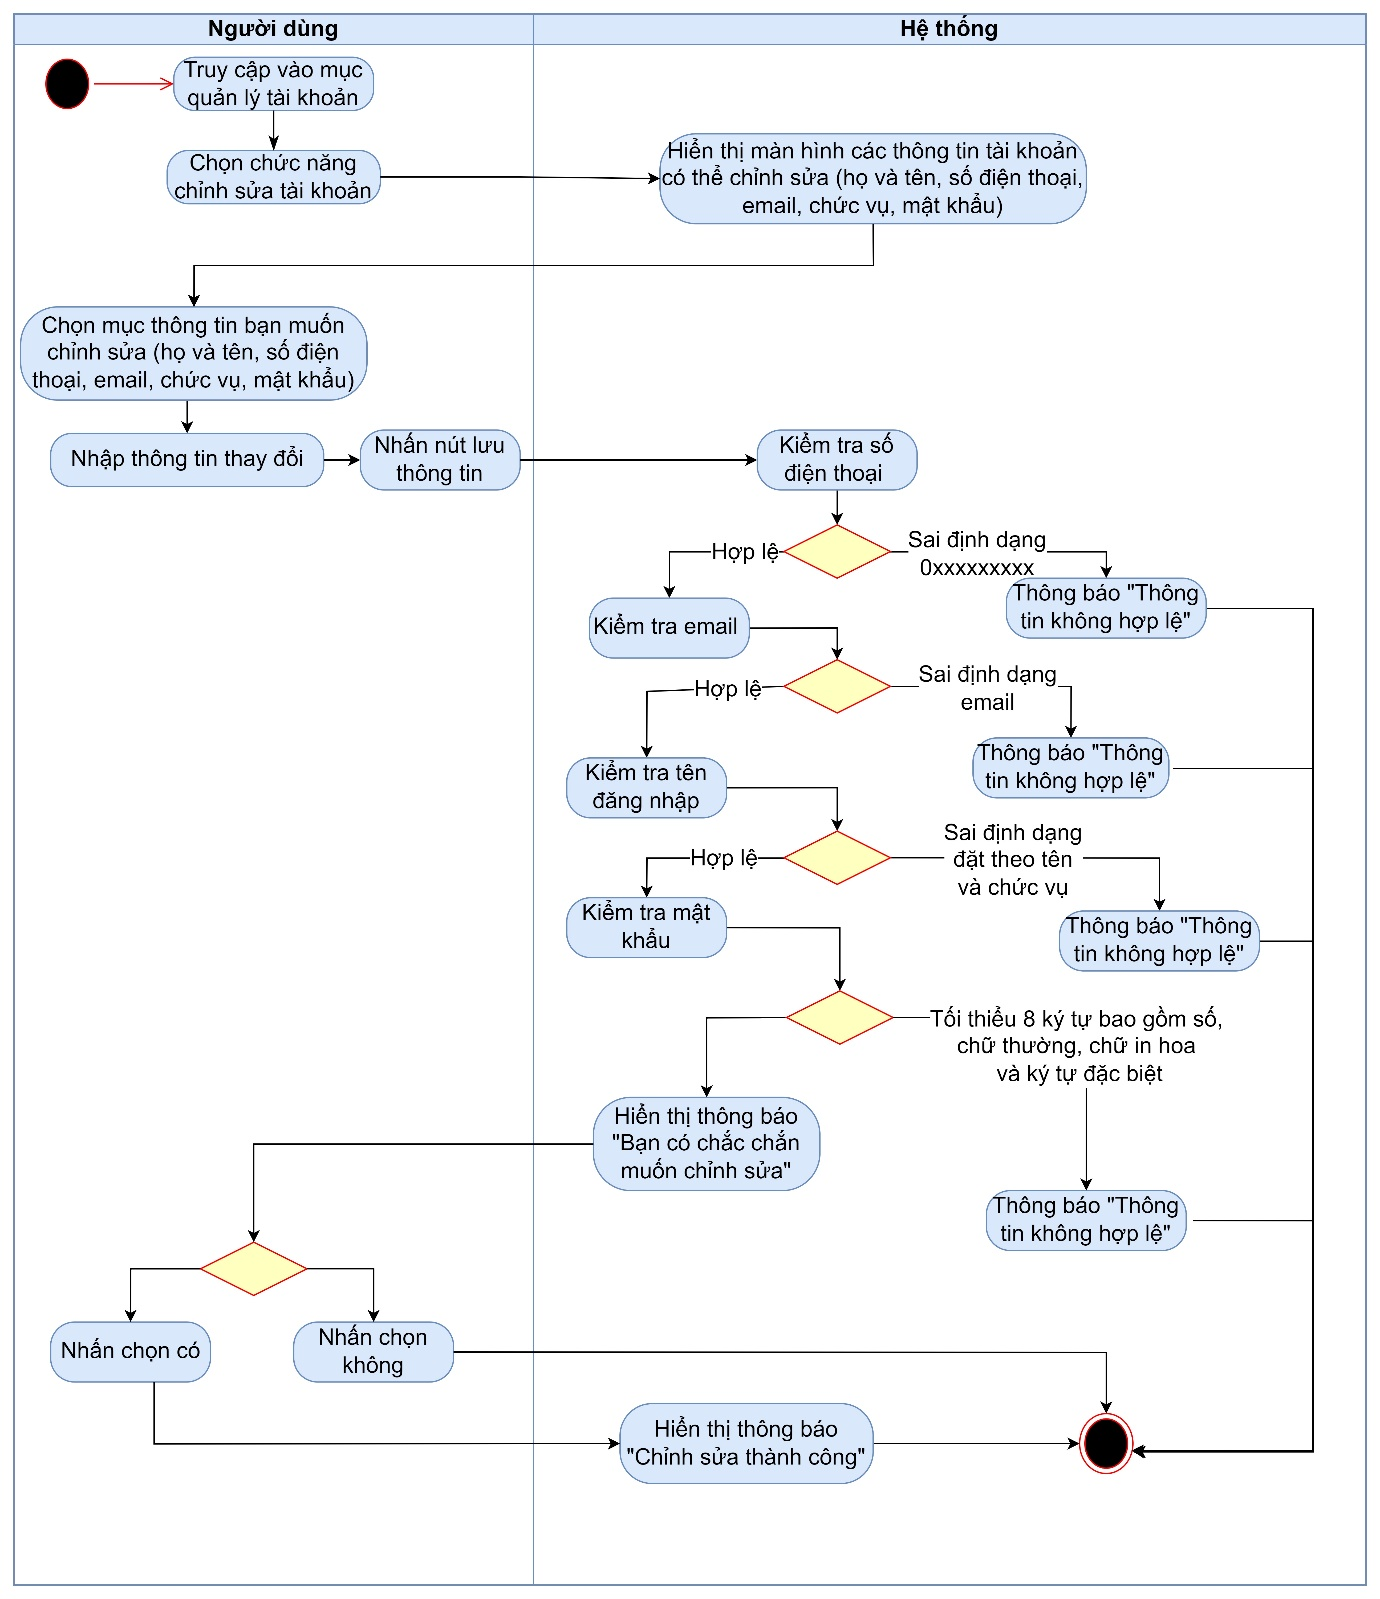 Người dùng
Hệ thống
Truy cập vào mục
quản lý tài khoản
Chọn chức năng
chỉnh sửa tài khoản
Hiển thị màn hình các thông tin tài khoản
có thể chỉnh sửa (họ và tên, số điện thoại,
email, chức vụ, mật khẩu)
Chọn mục thông tin bạn muốn
chỉnh sửa (họ và tên, số điện
thoại, email, chức vụ, mật khẩu)
Nhập thông tin thay đổi
Nhấn nút lưu
thông tin
Kiểm tra số
điện thoại
Hợp lệ
Sai định dạng
0xxxxxxxxx
Thông báo "Thông
tin không hợp lệ"
Kiểm tra email
Hợp lệ
Sai định dạng
email
Thông báo "Thông
tin không hợp lệ"
Kiểm tra tên
đăng nhập
Hợp lệ
Sai định dạng
đặt theo tên
và chức vụ
Thông báo "Thông
tin không hợp lệ"
Kiểm tra mật
khẩu
Tối thiểu 8 ký tự bao gồm số,
chữ thường, chữ in hoa
và ký tự đặc biệt
Hiển thị thông báo
"Bạn có chắc chắn
muốn chỉnh sửa"
Thông báo "Thông
tin không hợp lệ"
Nhấn chọn có
Nhấn chọn
không
Hiển thị thông báo
"Chỉnh sửa thành công"